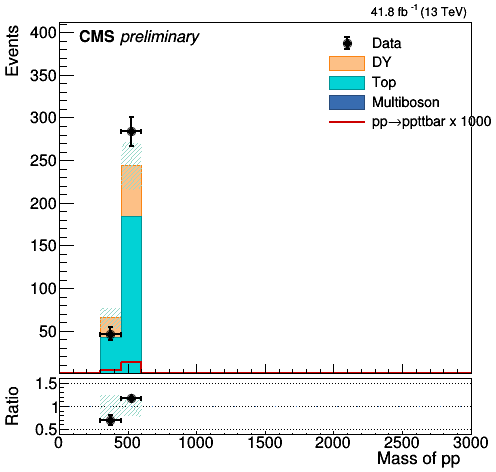 41.8 fb⁻¹ (13 TeV)
CMS preliminary
Events
400
350
300
250
200
150
100
50
Data
DY
Top
Multiboson
pp→ppttbar x 1000
Ratio
1.5
1
0.5
0 500 1000 1500 2000 2500 3000
Mass of pp